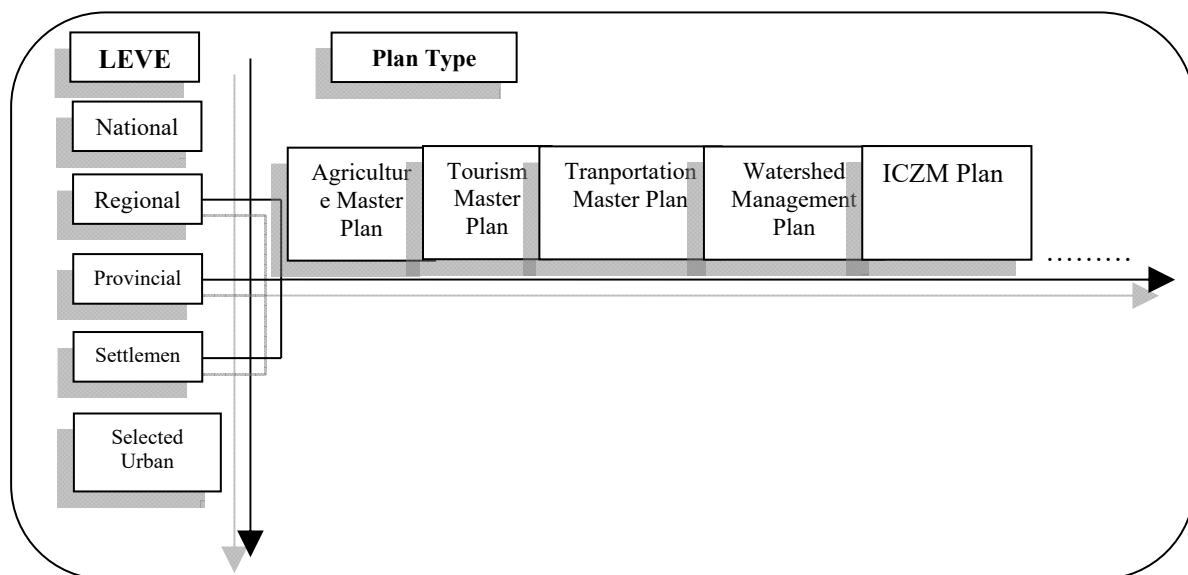 LEVE
Plan Type
National
Regional
Provincial
Settlemen
Selected
Urban
Agricultur
e Master
Plan
Tourism
Master
Plan
Tranportation
Master Plan
Watershed
Management
Plan
ICZM Plan
………